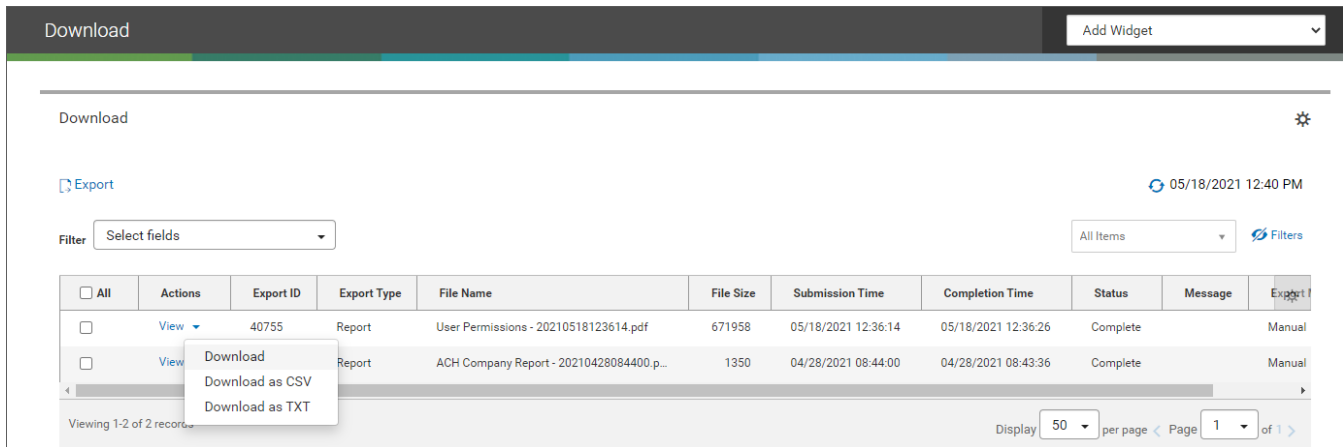 Download
Add Widget
Download
Export
05/18/2021 12:40 PM
Filter Select fields
All Items Filters
All Actions Export ID Export Type File Name File Size Submission Time Completion Time Status Message
View 40755 Report User Permissions - 20210518123614.pdf 671958 05/18/2021 12:36:14 05/18/2021 12:36:26 Complete Manual
View Report ACH Company Report - 20210428084400.p... 1350 04/28/2021 08:44:00 04/28/2021 08:43:36 Complete Manual
Download
Download as CSV
Download as TXT
Viewing 1-2 of 2
Display 50 per page Page 1 of 1